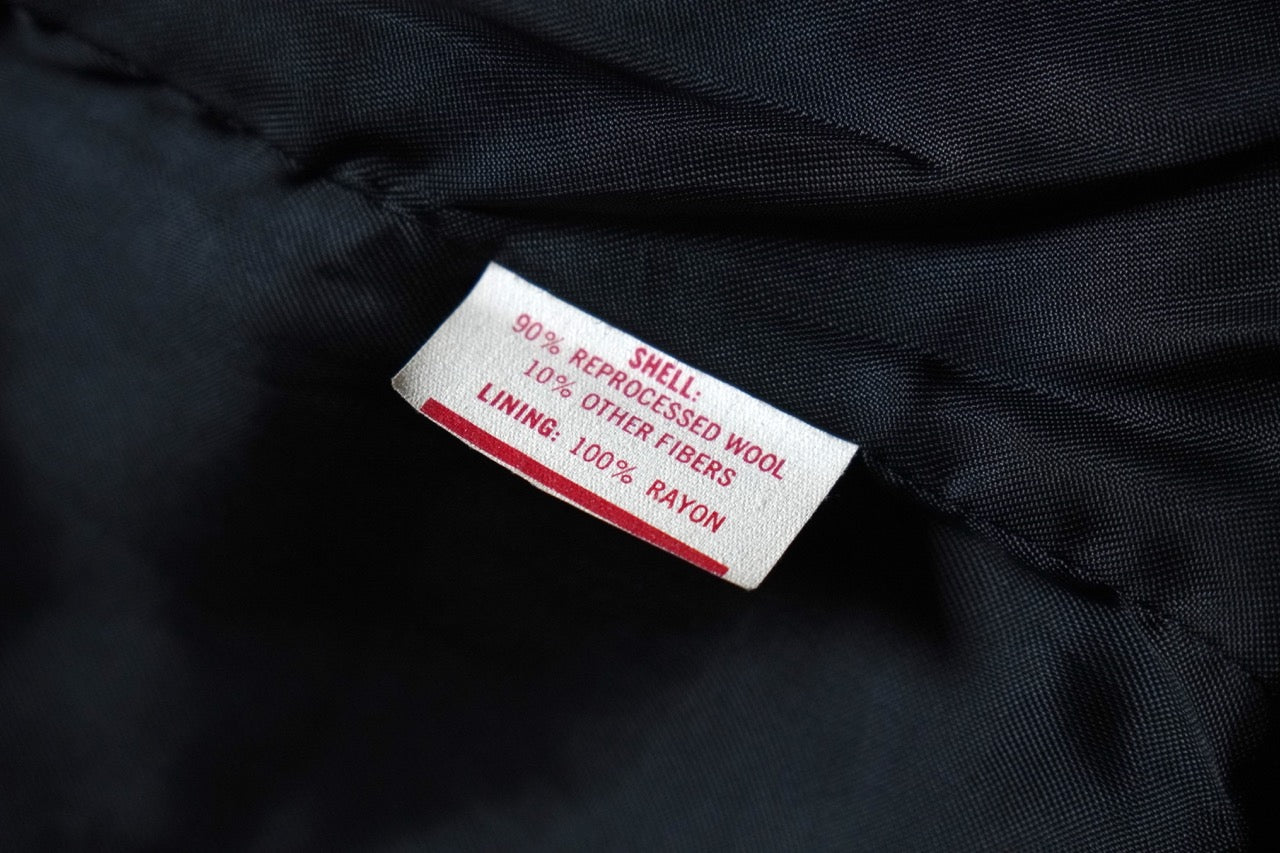 SHELL:
90% REPROCESSED WOOL
10% OTHER FIBERS
LINING: 100% RAYON